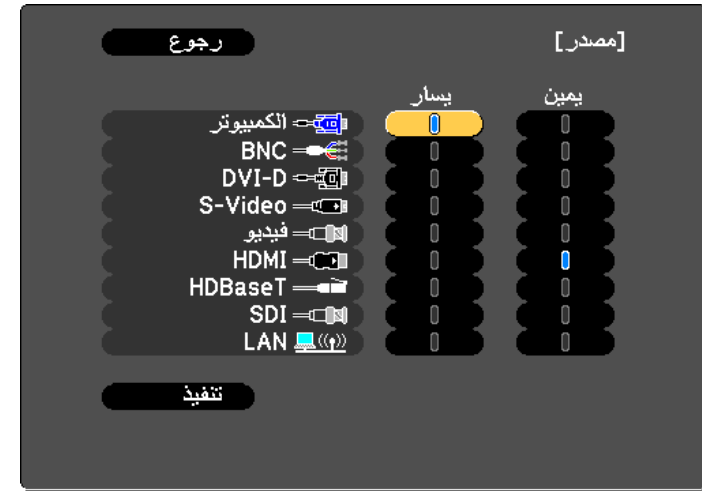 [مصدر]
رجوع
يمين يسار
الكمبيوتر
BNC
DVI-D
S-Video
فيديو
HDMI
HDBaseT
SDI
LAN
تنفيذ